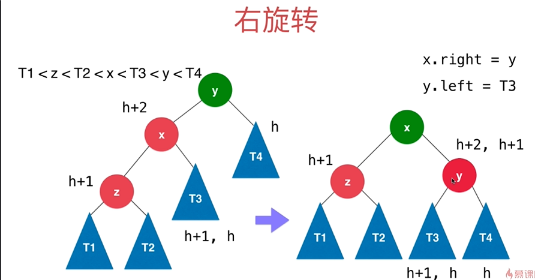 右旋转
T1 < z < T2 < x < T3 < y < T4
x.right = y
y.left = T3
y
h+2
x
h
T4
h+1
z
T3
T1
T2
h+1, h
x
h+2, h+1
h+1
z
y
T1
T2
T3
T4
h+1, h
h